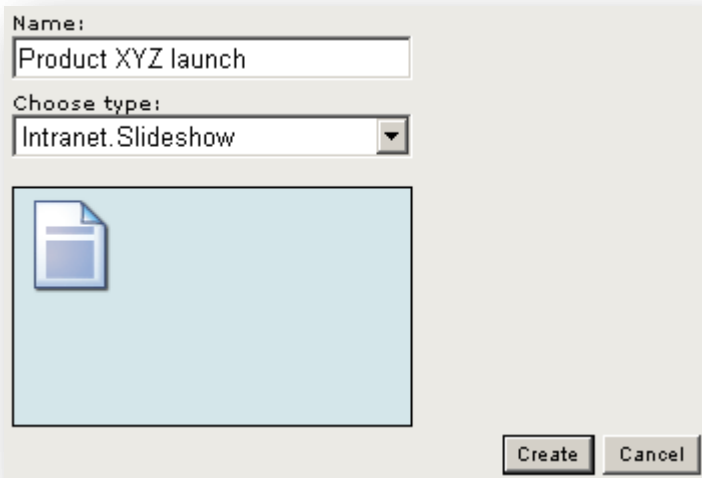 Name:
Product XYZ launch
Choose type:
Intranet.Slideshow
Create Cancel